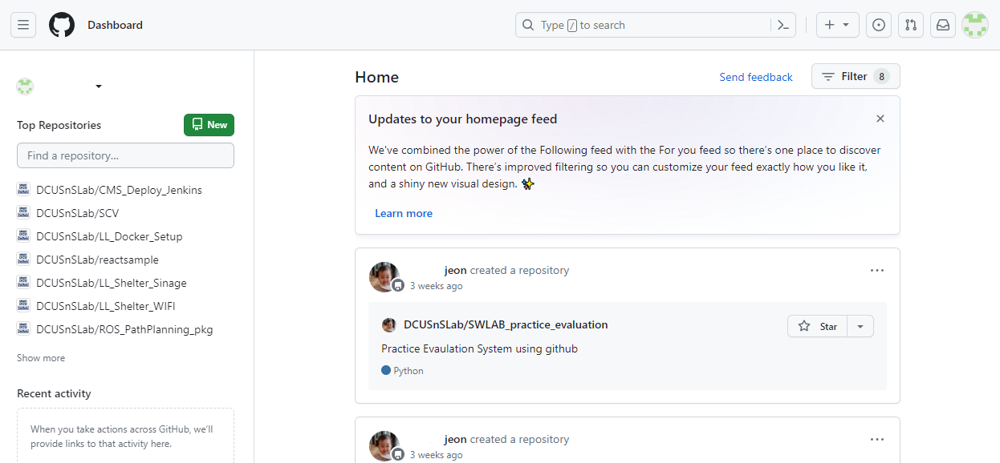 Dashboard
Type / to search
Top Repositories
New
Find a repository...
DCUSnSLab/CMS_Deploy_Jenkins
DCUSnSLab/SCV
DCUSnSLab/LL_Docker_Setup
DCUSnSLab/reactsample
DCUSnSLab/LL_Shelter_Sinage
DCUSnSLab/LL_Shelter_WIFI
DCUSnSLab/ROS_PathPlanning_pkg
Show more
Recent activity
When you take actions across GitHub, we'll
provide links to that activity here.
Home
Send feedback
Filter 8
Updates to your homepage feed
We've combined the power of the Following feed with the For you feed so there's one place to discover
content on GitHub. There's improved filtering so you can customize your feed exactly how you like it,
and a shiny new visual design. ✨
Learn more
jeon created a repository
3 weeks ago
DCUSnSLab/SWLAB_practice_evaluation
Star
Practice Evaulation System using github
Python
jeon created a repository
3 weeks ago